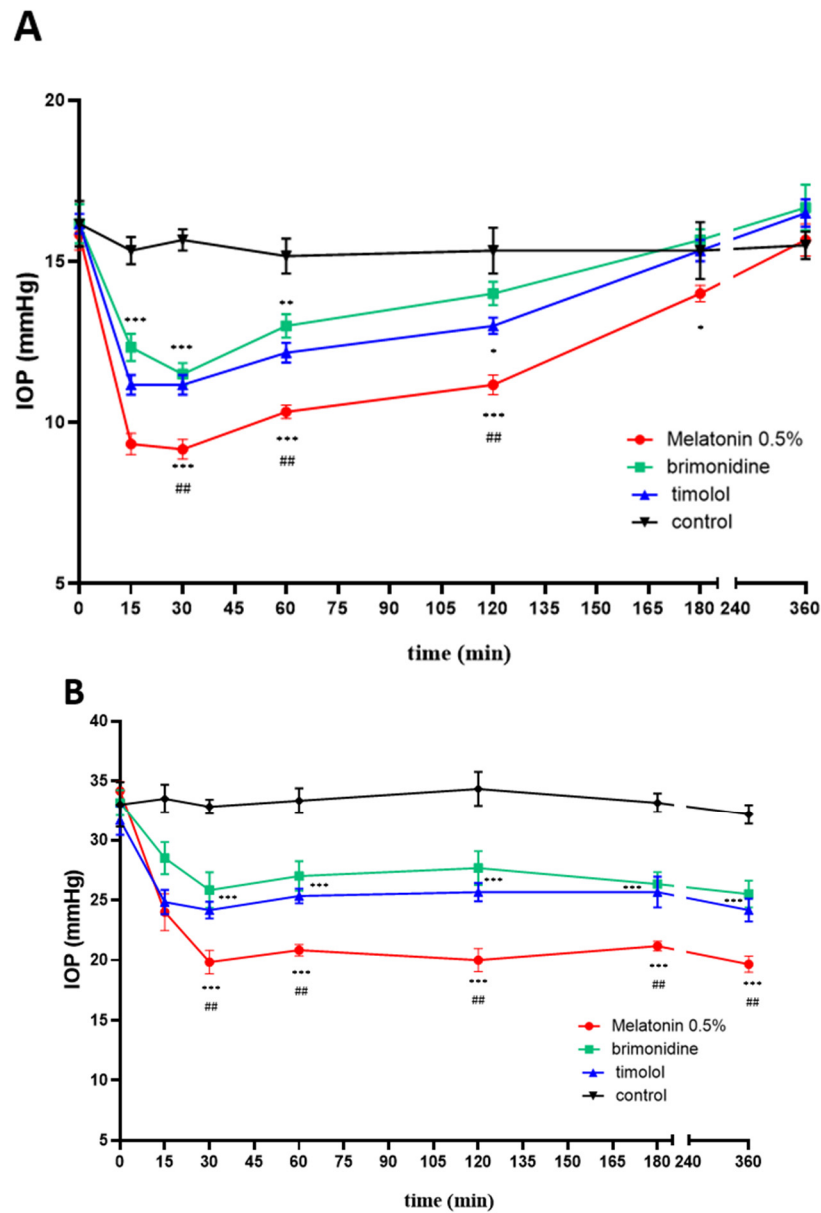 A
20
15
10
5
IOP (mmHg)
***
***
**
*
*
***
##
***
##
***
##
Melatonin 0.5%
brimonidine
timolol
control
0 15 30 45 60 75 90 105 120 135 150 165 180 240 360
time (min)
B
40
35
30
25
20
15
10
5
IOP (mmHg)
*** *** *** *** ***
*** *** *** *** ***
## ## ## ## ##
Melatonin 0.5%
brimonidine
timolol
control
0 15 30 45 60 75 90 105 120 135 150 165 180 240 360
time (min)